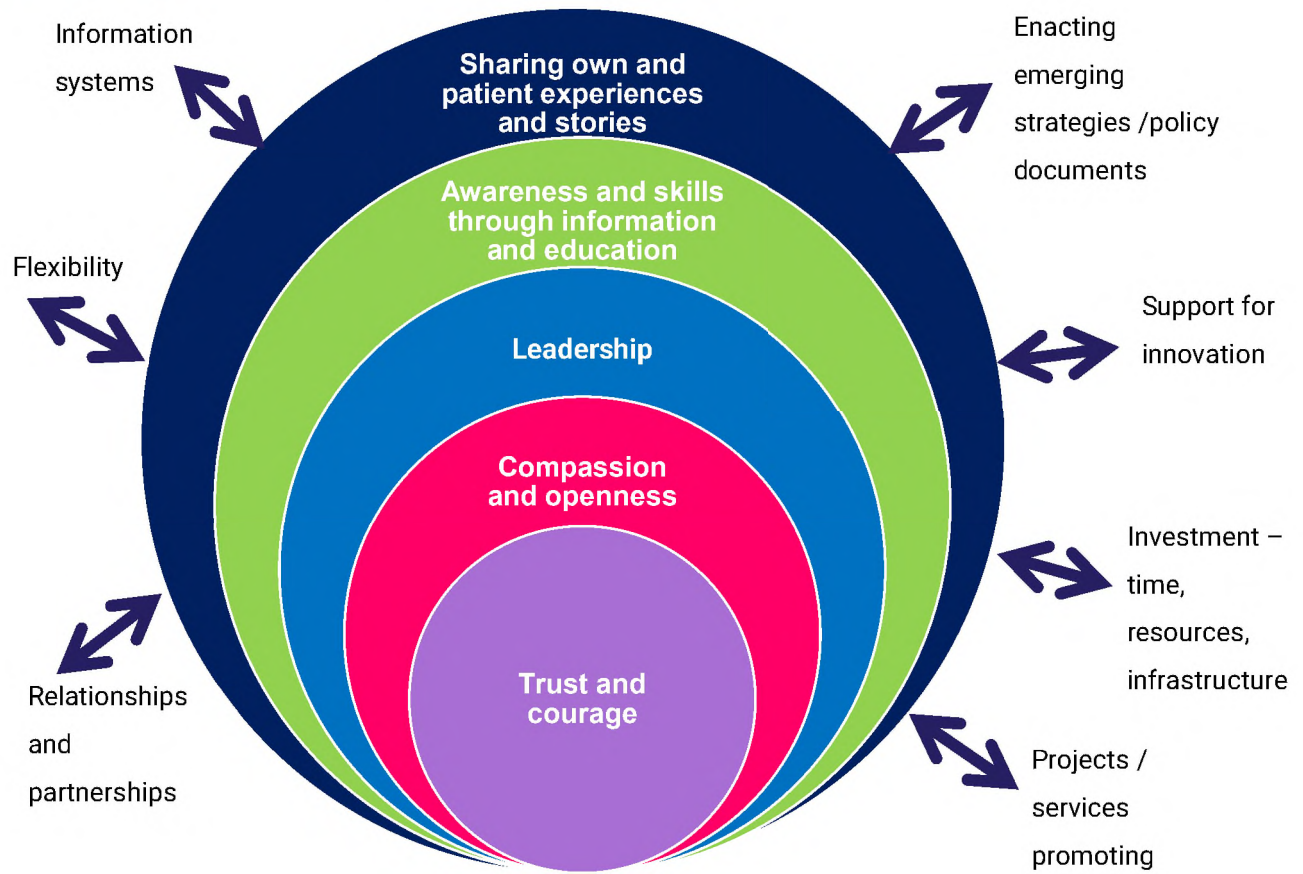 Information
systems
Flexibility
Relationships
and
partnerships
Sharing own and
patient experiences
and stories
Awareness and skills
through information
and education
Leadership
Compassion
and openness
Trust and
courage
Enacting
emerging
strategies /policy
documents
Support for
innovation
Investment –
time,
resources,
infrastructure
Projects /
services
promoting